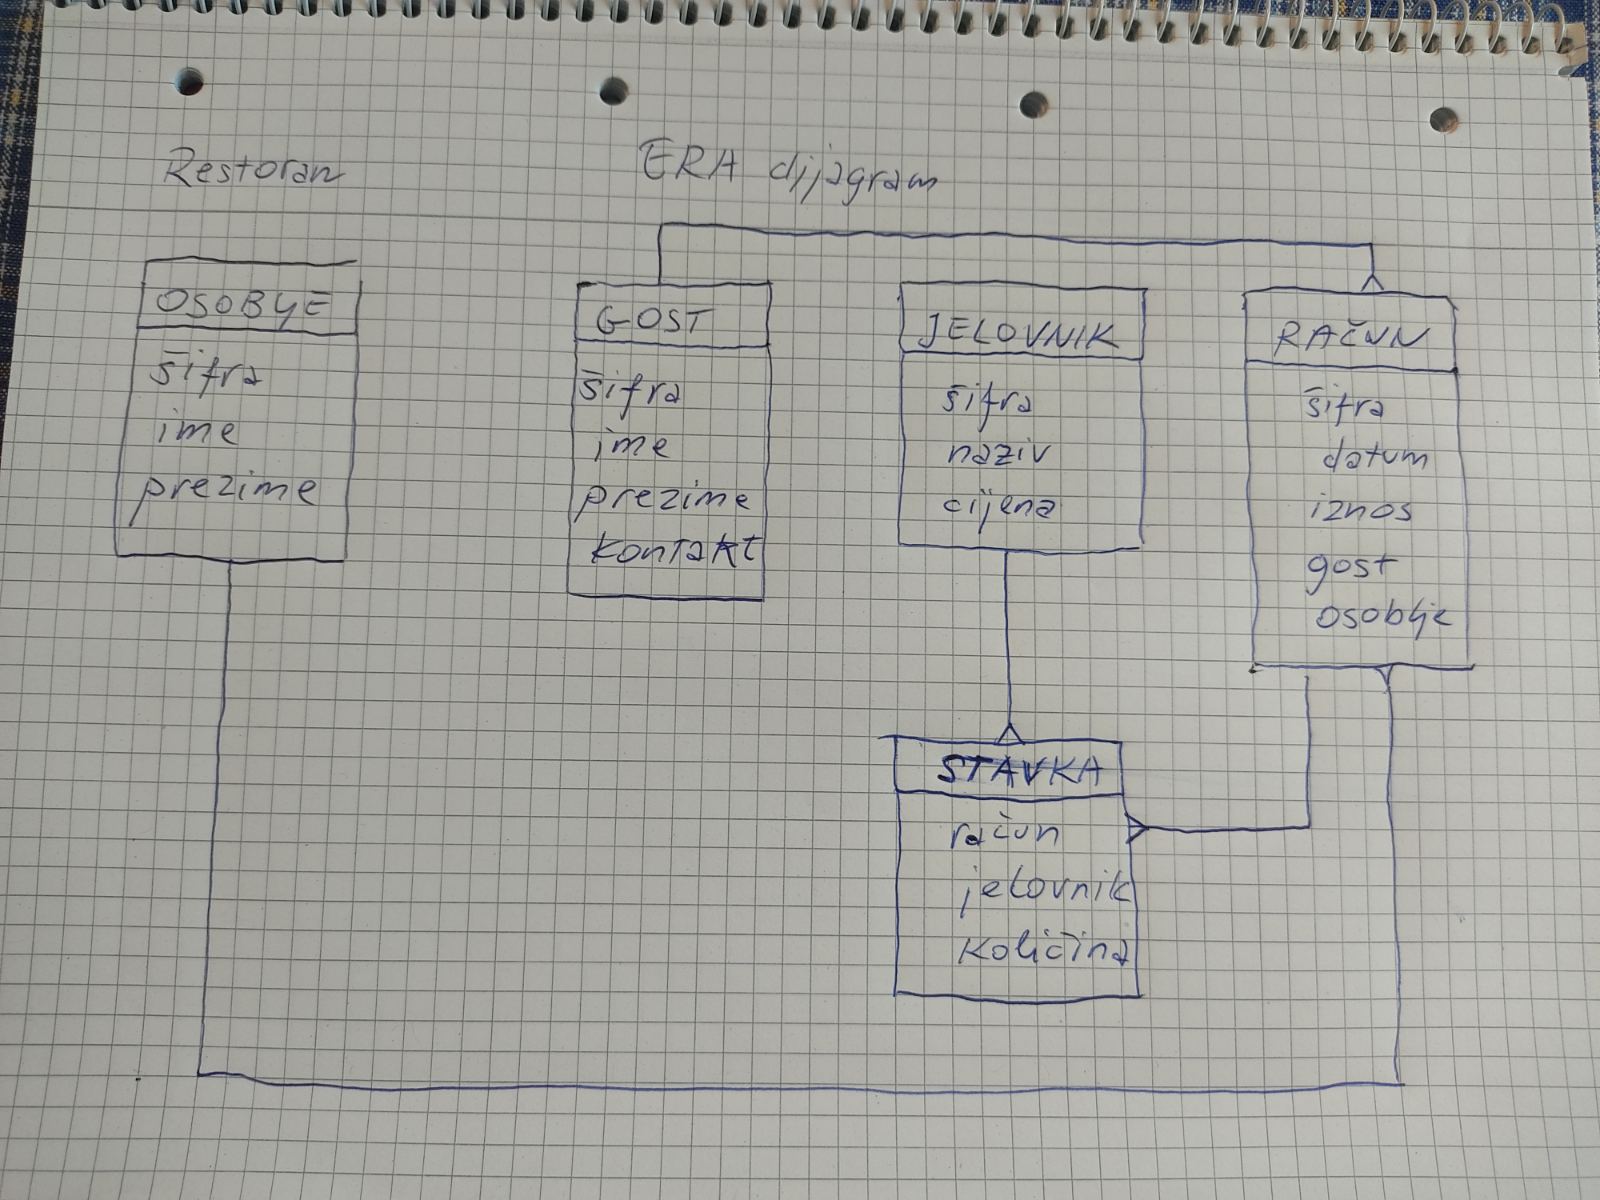 Restoran
ERA dijagram
OSOBLJE
šifra
ime
prezime
GOST
šifra
ime
prezime
kontakt
JELOVNIK
šifra
naziv
cijena
RAČUN
šifra
datum
iznos
gost
osoblje
STAVKA
račun
jelovnik
količina